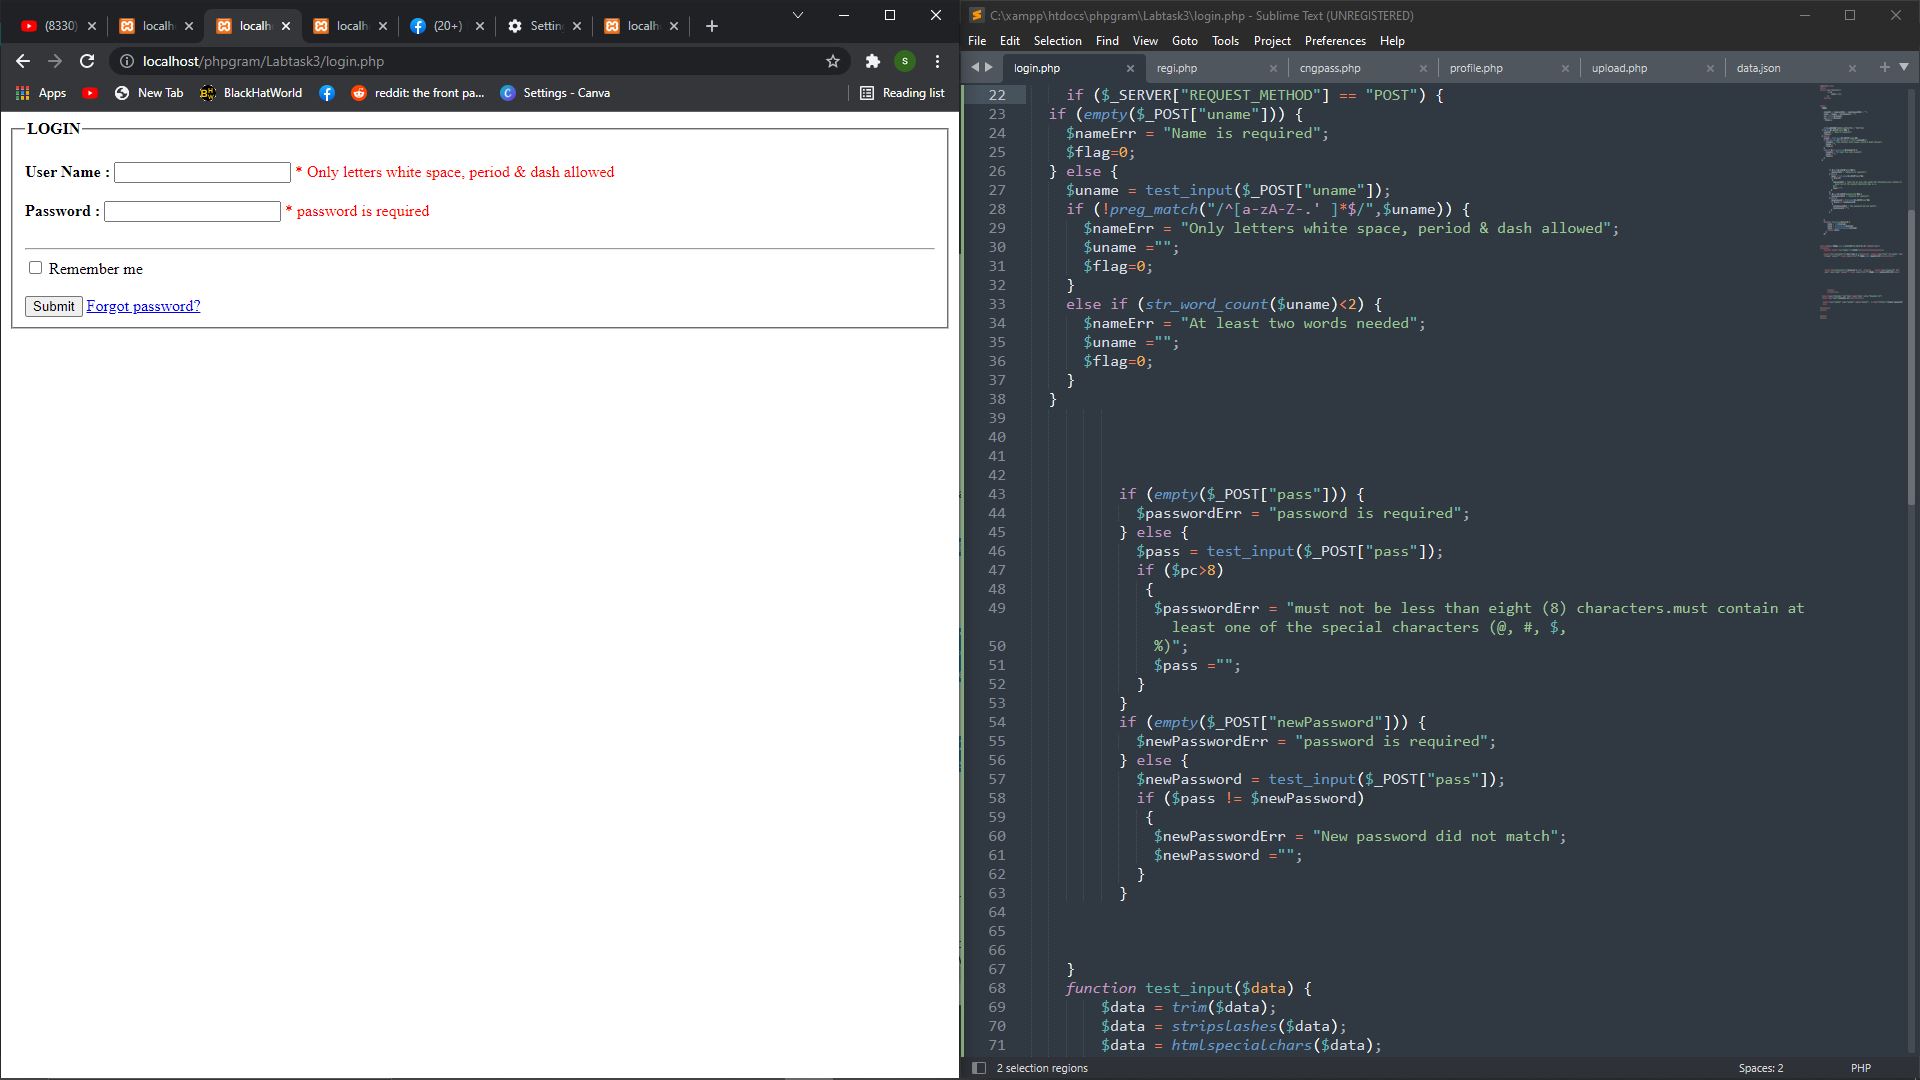 (8330)
localh
localh
localh
(20+)
Setting
localh
localhost/phpgram/Labtask3/login.php
S
Apps
New Tab
BlackHatWorld
reddit: the front pa...
Settings - Canva
Reading list
LOGIN
User Name : * Only letters white space, period & dash allowed
Password : * password is required
Remember me
Submit Forgot password?
C:\xampp\htdocs\phpgram\Labtask3\login.php - Sublime Text (UNREGISTERED)
File Edit Selection Find View Goto Tools Project Preferences Help
login.php
regi.php
cngpass.php
profile.php
upload.php
data.json
22 if ($_SERVER["REQUEST_METHOD"] == "POST") {
23 if (empty($_POST["uname"])) {
24 $nameErr = "Name is required";
25 $flag=0;
26 } else {
27 $uname = test_input($_POST["uname"]);
28 if (!preg_match("/^[a-zA-Z-.' ]*$/",$uname)) {
29 $nameErr = "Only letters white space, period & dash allowed";
30 $uname ="";
31 $flag=0;
32 }
33 else if (str_word_count($uname)<2) {
34 $nameErr = "At least two words needed";
35 $uname ="";
36 $flag=0;
37 }
38 }
39
40
41
42
43 if (empty($_POST["pass"])) {
44 $passwordErr = "password is required";
45 } else {
46 $pass = test_input($_POST["pass"]);
47 if ($pc>8)
48 {
49 $passwordErr = "must not be less than eight (8) characters.must contain at
least one of the special characters (@, #, $,
50 %)";
51 $pass ="";
52 }
53 }
54 if (empty($_POST["newPassword"])) {
55 $newPasswordErr = "password is required";
56 } else {
57 $newPassword = test_input($_POST["pass"]);
58 if ($pass != $newPassword)
59 {
60 $newPasswordErr = "New password did not match";
61 $newPassword ="";
62 }
63 }
64
65
66
67 }
68 function test_input($data) {
69 $data = trim($data);
70 $data = stripslashes($data);
71 $data = htmlspecialchars($data);
2 selection regions
Spaces: 2
PHP